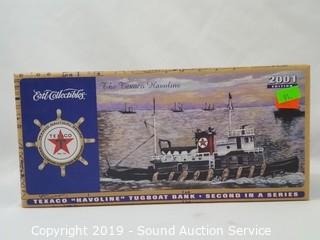 Ertl Collectibles
The Texaco Havoline
2001
EDITION
TEXACO
TEXACO "HAVOLINE" TUGBOAT BANK • SECOND IN A SERIES
Copyright 2019 - Sound Auction Service